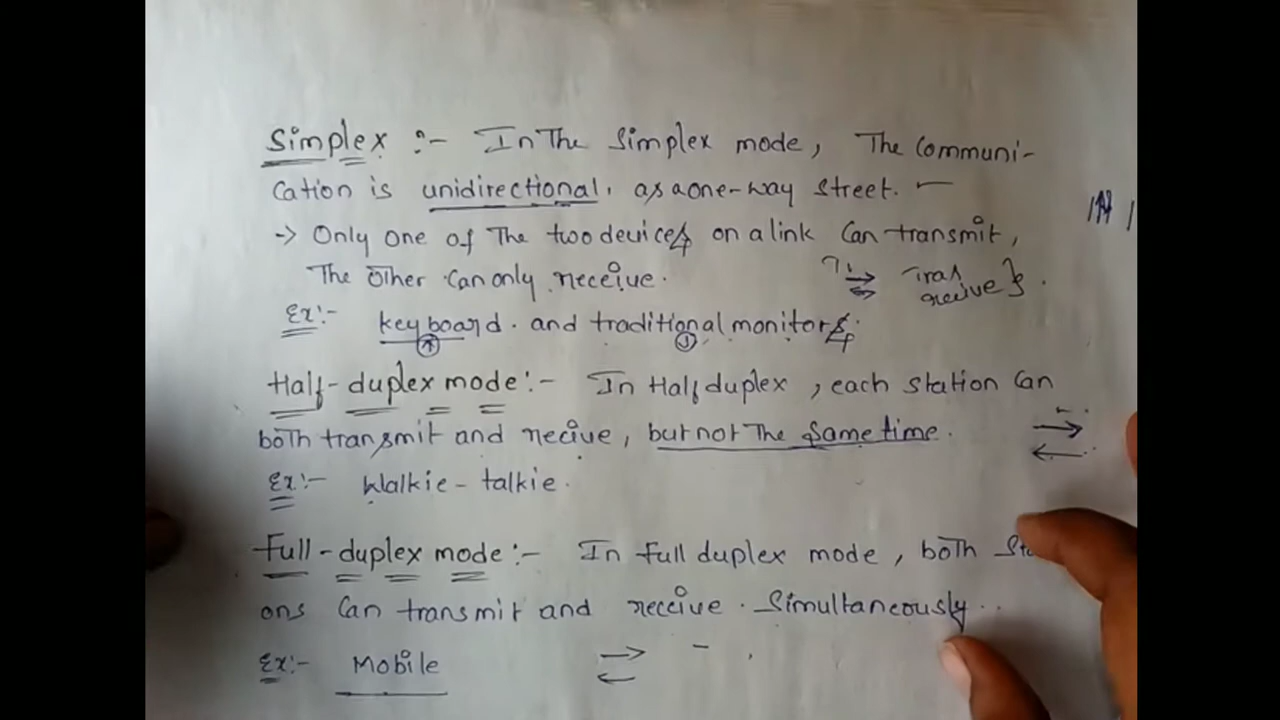 Simplex :- In The Simplex mode, The Communi-
cation is unidirectional, as a one-way street.
-> Only one of The two devices on a link Can transmit,
The other Can only receive.
Ex:- keyboard. and traditional monitors.
Half-duplex mode:- In Half duplex, each station Can
both transmit and recive, but not The same time.
Ex:- Walkie-talkie.
Full-duplex mode:- In full duplex mode, both
ons Can transmit and receive. Simultaneously..
Ex:- Mobile